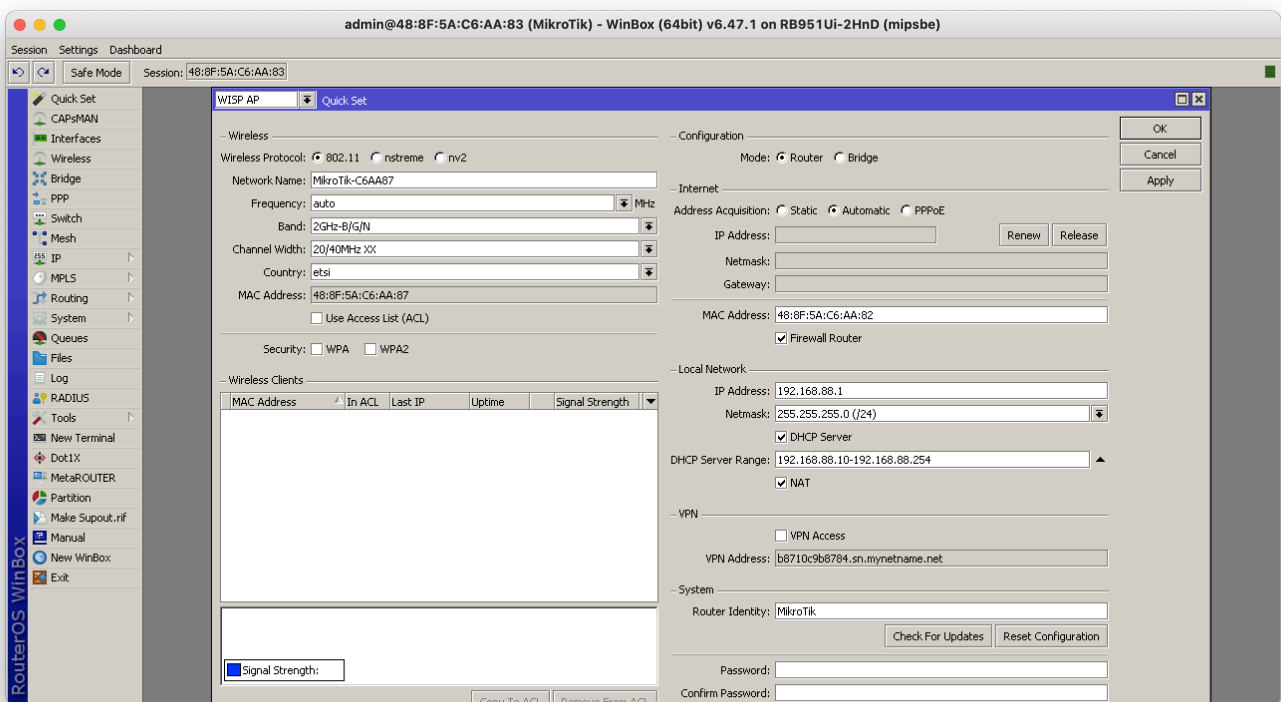 admin@48:8F:5A:C6:AA:83 (MikroTik) - WinBox (64bit) v6.47.1 on RB951Ui-2HnD (mipsbe)
Session Settings Dashboard
Safe Mode Session: 48:8F:5A:C6:AA:83
Quick Set
CAPsMAN
Interfaces
Wireless
Bridge
PPP
Switch
Mesh
IP
MPLS
Routing
System
Queues
Files
Log
RADIUS
Tools
New Terminal
Dot1X
MetaROUTER
Partition
Make Supout.rif
Manual
New WinBox
Exit
RouterOS WinBox
WISP AP Quick Set
Wireless
Wireless Protocol: 802.11 nstreme nv2
Network Name: MikroTik-C6AA87
Frequency: auto MHz
Band: 2GHz-B/G/N
Channel Width: 20/40MHz XX
Country: etsi
MAC Address: 48:8F:5A:C6:AA:87
Use Access List (ACL)
Security: WPA WPA2
Wireless Clients
MAC Address In ACL Last IP Uptime Signal Strength
Signal Strength:
Copy To ACL Remove From ACL
Configuration
Mode: Router Bridge
Internet
Address Acquisition: Static Automatic PPPoE
IP Address: Renew Release
Netmask:
Gateway:
MAC Address: 48:8F:5A:C6:AA:82
Firewall Router
Local Network
IP Address: 192.168.88.1
Netmask: 255.255.255.0 (/24)
DHCP Server
DHCP Server Range: 192.168.88.10-192.168.88.254
NAT
VPN
VPN Access
VPN Address: b8710c9b8784.sn.mynetname.net
System
Router Identity: MikroTik
Check For Updates Reset Configuration
Password:
Confirm Password:
OK
Cancel
Apply